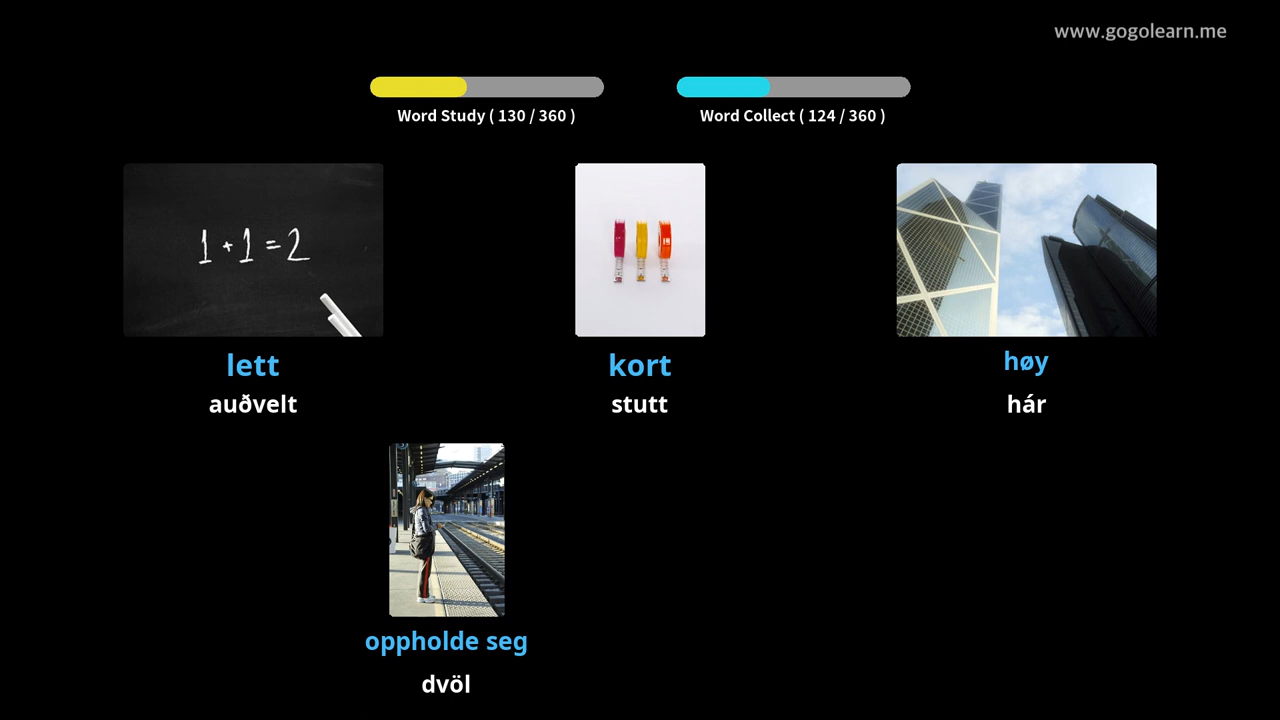 www.gogolearn.me
Word Study ( 130 / 360 )
Word Collect ( 124 / 360 )
1 + 1 = 2
lett
auðvelt
kort
stutt
høy
hár
oppholde seg
dvöl